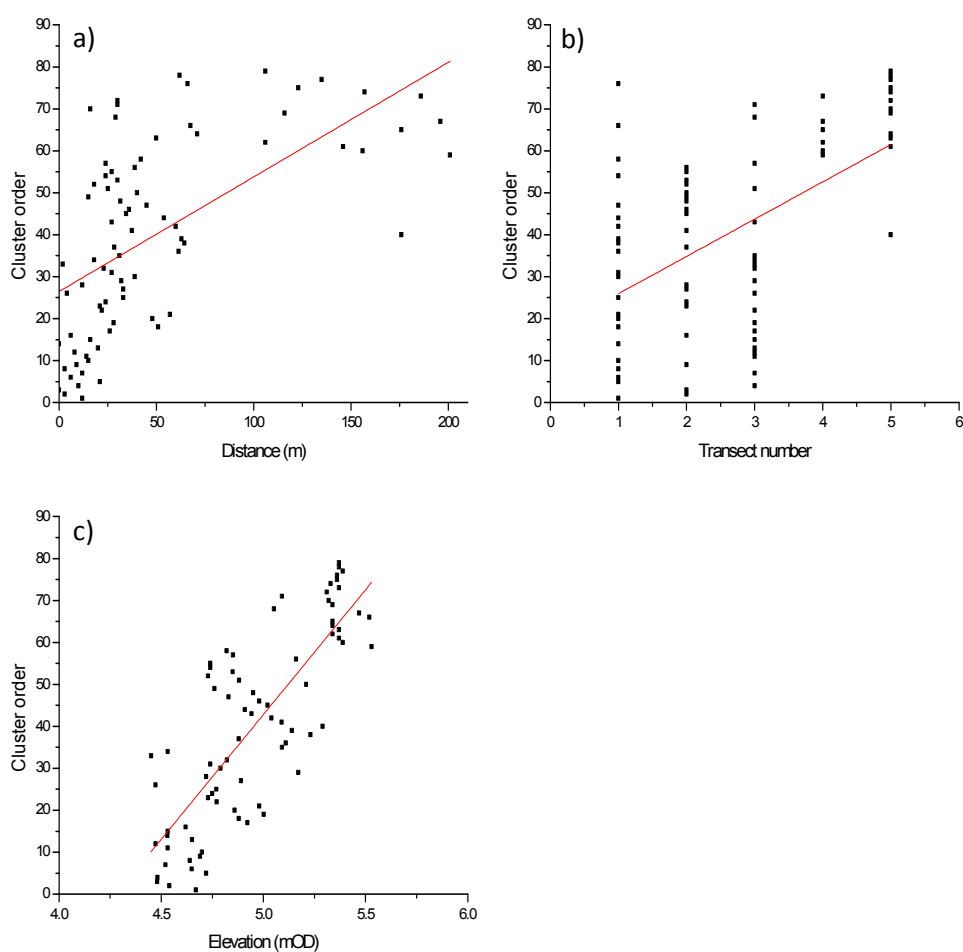 a)
90
80
70
60
50
40
30
20
10
0
Cluster order
0 50 100 150 200
Distance (m)
b)
90
80
70
60
50
40
30
20
10
0
Cluster order
0 1 2 3 4 5 6
Transect number
c)
90
80
70
60
50
40
30
20
10
0
Cluster order
4.0 4.5 5.0 5.5 6.0
Elevation (mOD)